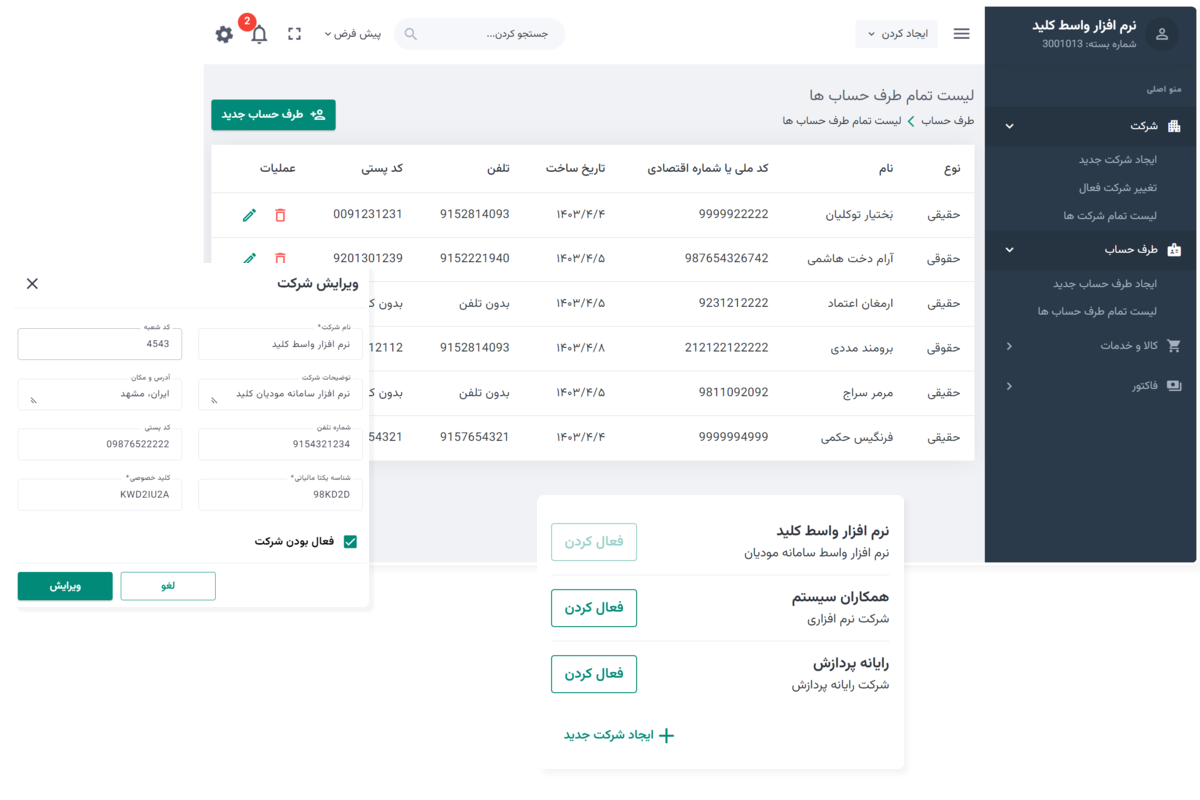 نرم افزار واسط کلید
شماره بسته: 3001013
منو اصلی
شرکت
ایجاد شرکت جدید
تغییر شرکت فعال
لیست تمام شرکت ها
طرف حساب
ایجاد طرف حساب جدید
لیست تمام طرف حساب ها
کالا و خدمات
فاکتور
ایجاد کردن
جستجو کردن...
پیش فرض
2
لیست تمام طرف حساب ها
طرف حساب لیست تمام طرف حساب ها
طرف حساب جدید
نوع نام کد ملی یا شماره اقتصادی تاریخ ساخت تلفن کد پستی عملیات
حقیقی بختیار توکلیان 9999922222 ۱۴۰۳/۴/۴ 9152814093 0091231231
حقوقی آرام دخت هاشمی 987654326742 ۱۴۰۳/۴/۵ 9152221940 9201301239
حقیقی ارمغان اعتماد 9231212222 ۱۴۰۳/۴/۵ بدون تلفن بدون ک
حقوقی برومند مددی 212122122222 ۱۴۰۳/۴/۸ 9152814093 12112
حقیقی مرمر سراج 9811092092 ۱۴۰۳/۴/۵ بدون تلفن بدون ک
حقیقی فرنگیس حکمی 9999994999 ۱۴۰۳/۴/۴ 9157654321 54321
ویرایش شرکت
نام شرکت*
نرم افزار واسط کلید
کد شعبه
4543
توضیحات شرکت
نرم افزار سامانه مودیان کلید
آدرس و مکان
ایران، مشهد
شماره تلفن
9154321234
کد پستی
09876522222
شناسه یکتا مالیاتی*
98KD2D
کلید خصوصی*
KWD2IU2A
فعال بودن شرکت
لغو
ویرایش
نرم افزار واسط کلید
نرم افزار واسط سامانه مودیان
فعال کردن
همکاران سیستم
شرکت نرم افزاری
فعال کردن
رایانه پردازش
شرکت رایانه پردازش
فعال کردن
ایجاد شرکت جدید